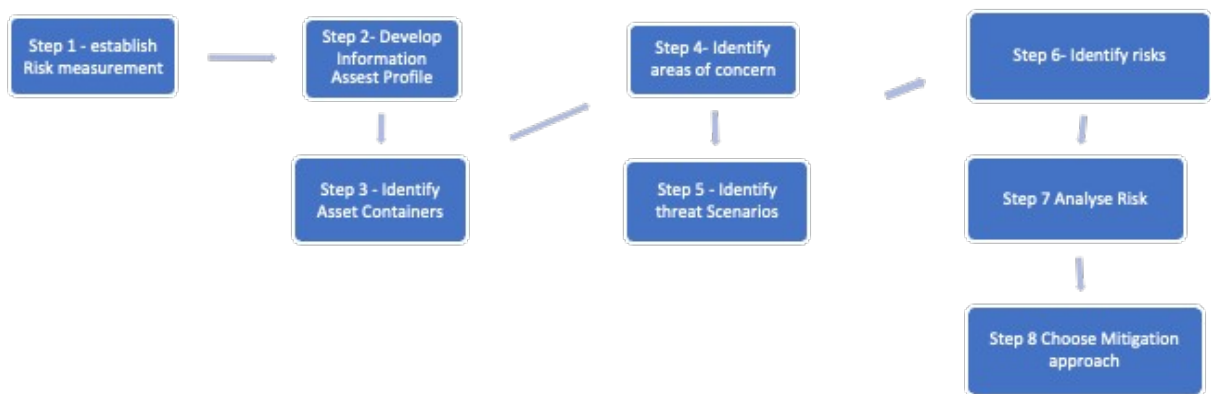 Step 1 - establish
Risk measurement
Step 2- Develop
Information
Assest Profile
Step 3 - Identify
Asset Containers
Step 4- Identify
areas of concern
Step 5 - Identify
threat Scenarios
Step 6- Identify risks
Step 7 Analyse Risk
Step 8 Choose Mitigation
approach